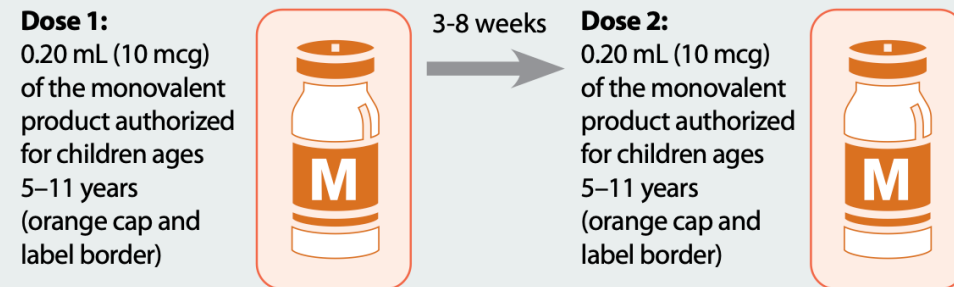 Dose 1:
0.20 mL (10 mcg)
of the monovalent
product authorized
for children ages
5–11 years
(orange cap and
label border)
M
3-8 weeks
Dose 2:
0.20 mL (10 mcg)
of the monovalent
product authorized
for children ages
5–11 years
(orange cap and
label border)
M